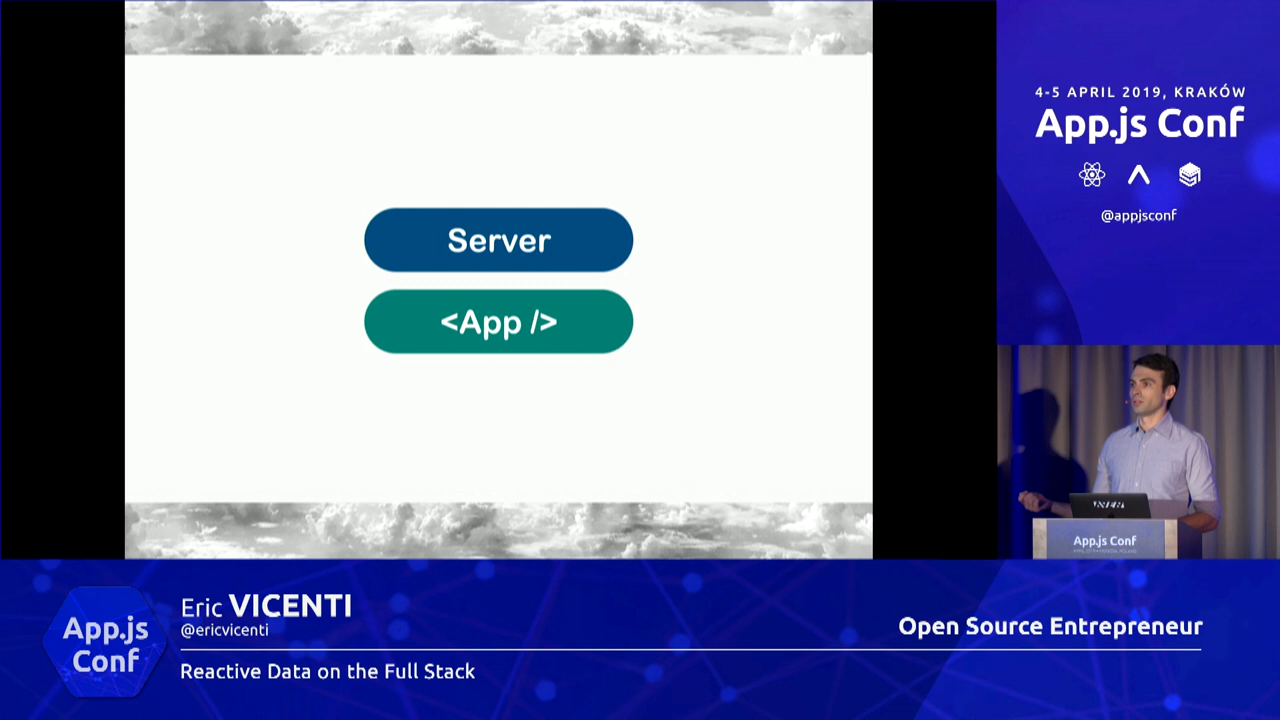 Server
<App />
4-5 APRIL 2019, KRAKÓW
App.js Conf
@appjsconf
App.js Conf
App.js
Conf
Eric VICENTI
@ericvicenti
Reactive Data on the Full Stack
Open Source Entrepreneur